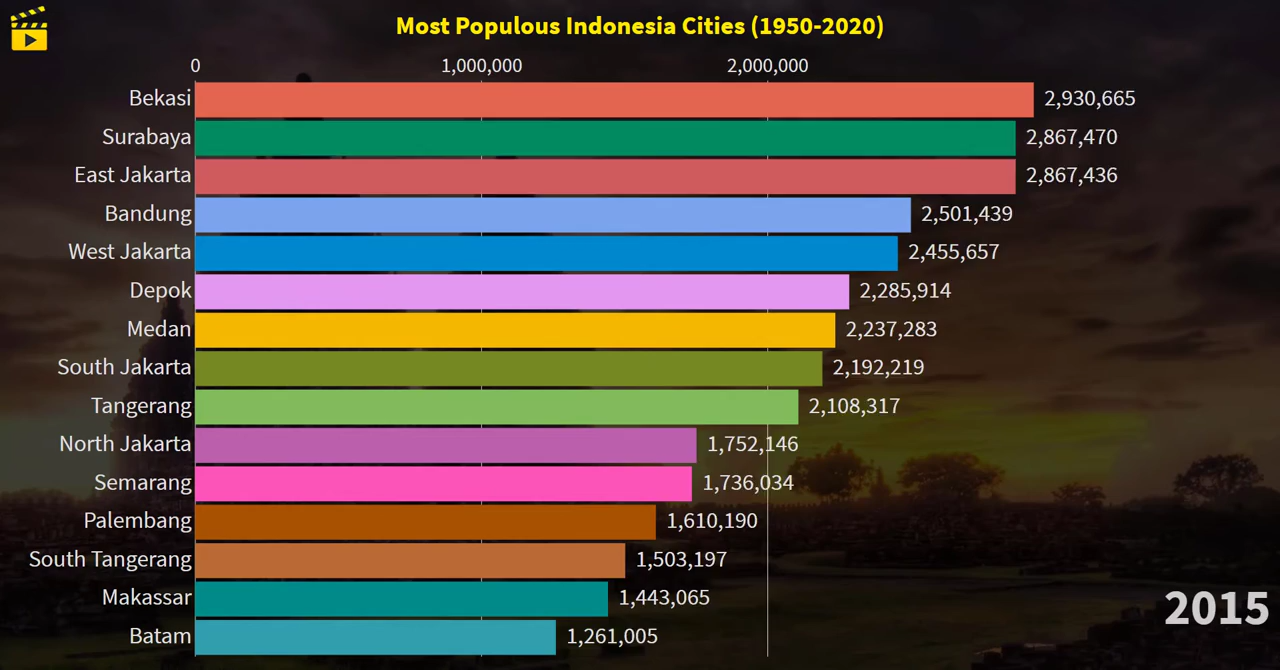 Most Populous Indonesia Cities (1950-2020)
0 1,000,000 2,000,000
Bekasi 2,930,665
Surabaya 2,867,470
East Jakarta 2,867,436
Bandung 2,501,439
West Jakarta 2,455,657
Depok 2,285,914
Medan 2,237,283
South Jakarta 2,192,219
Tangerang 2,108,317
North Jakarta 1,752,146
Semarang 1,736,034
Palembang 1,610,190
South Tangerang 1,503,197
Makassar 1,443,065
Batam 1,261,005
2015